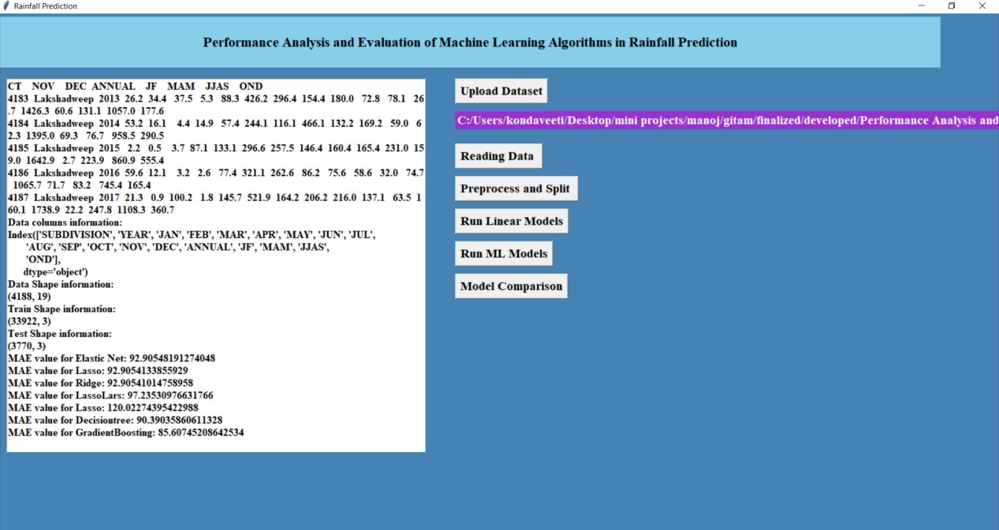 Rainfall Prediction
Performance Analysis and Evaluation of Machine Learning Algorithms in Rainfall Prediction
CT NOV DEC ANNUAL JF MAM JJAS OND
4183 Lakshadweep 2013 26.2 34.4 37.5 5.3 88.3 426.2 296.4 154.4 180.0 72.8 78.1 26
.7 1426.3 60.6 131.1 1057.0 177.6
4184 Lakshadweep 2014 53.2 16.1 4.4 14.9 57.4 244.1 116.1 466.1 132.2 169.2 59.0 6
2.3 1395.0 69.3 76.7 958.5 290.5
4185 Lakshadweep 2015 2.2 0.5 3.7 87.1 133.1 296.6 257.5 146.4 160.4 165.4 231.0 15
9.0 1642.9 2.7 223.9 860.9 555.4
4186 Lakshadweep 2016 59.6 12.1 3.2 2.6 77.4 321.1 262.6 86.2 75.6 58.6 32.0 74.7
1065.7 71.7 83.2 745.4 165.4
4187 Lakshadweep 2017 21.3 0.9 100.2 1.8 145.7 521.9 164.2 206.2 216.0 137.1 63.5 1
60.1 1738.9 22.2 247.8 1108.3 360.7
Data columns information:
Index(['SUBDIVISION', 'YEAR', 'JAN', 'FEB', 'MAR', 'APR', 'MAY', 'JUN', 'JUL',
'AUG', 'SEP', 'OCT', 'NOV', 'DEC', 'ANNUAL', 'JF', 'MAM', 'JJAS',
'OND'],
dtype='object')
Data Shape information:
(4188, 19)
Train Shape information:
(33922, 3)
Test Shape information:
(3770, 3)
MAE value for Elastic Net: 92.90548191274048
MAE value for Lasso: 92.9054133855929
MAE value for Ridge: 92.90541014758958
MAE value for LassoLars: 97.23530976631766
MAE value for Lasso: 120.02274395422988
MAE value for Decisiontree: 90.39035860611328
MAE value for GradientBoosting: 85.60745208642534
Upload Dataset
C:/Users/kondaveeti/Desktop/mini projects/manoj/gitam/finalized/developed/Performance Analysis and
Reading Data
Preprocess and Split
Run Linear Models
Run ML Models
Model Comparison